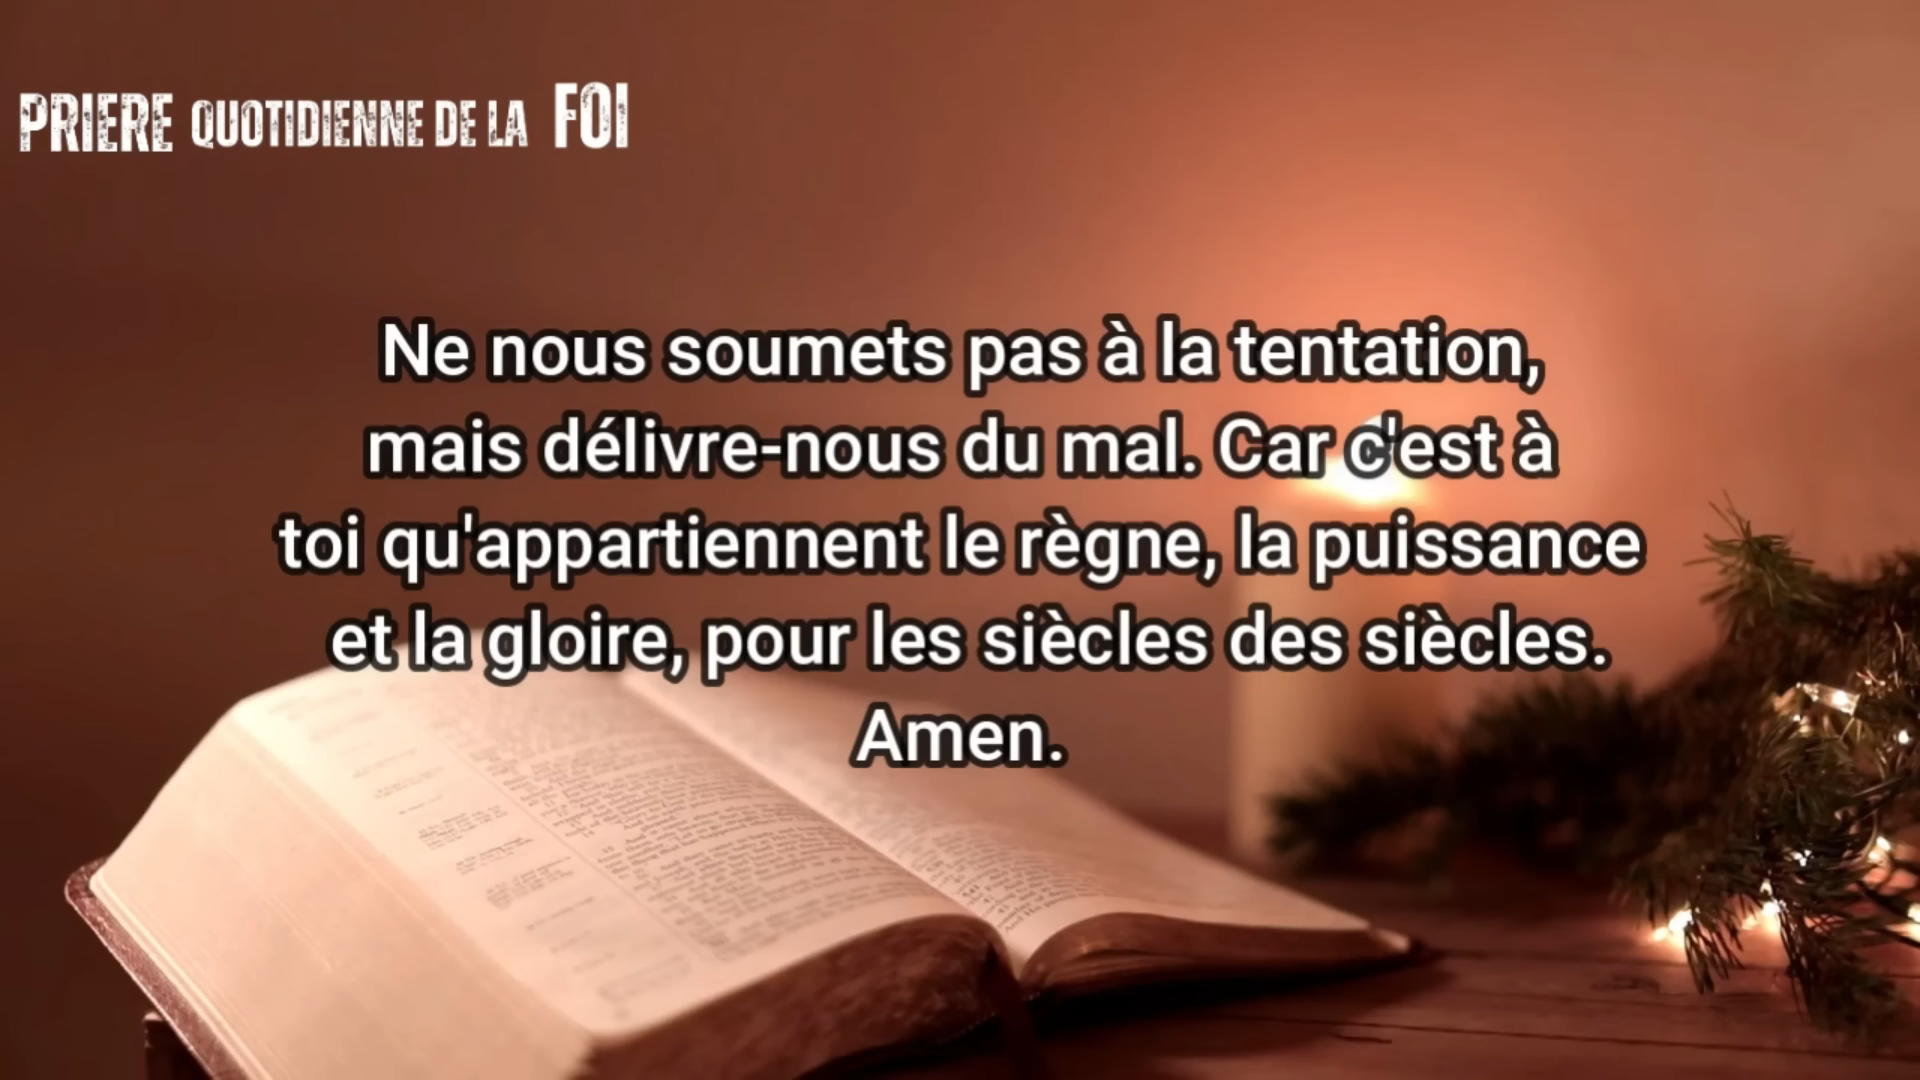 PRIERE QUOTIDIENNE DE LA FOI
Ne nous soumets pas à la tentation,
mais délivre-nous du mal. Car c'est à
toi qu'appartiennent le règne, la puissance
et la gloire, pour les siècles des siècles.
Amen.